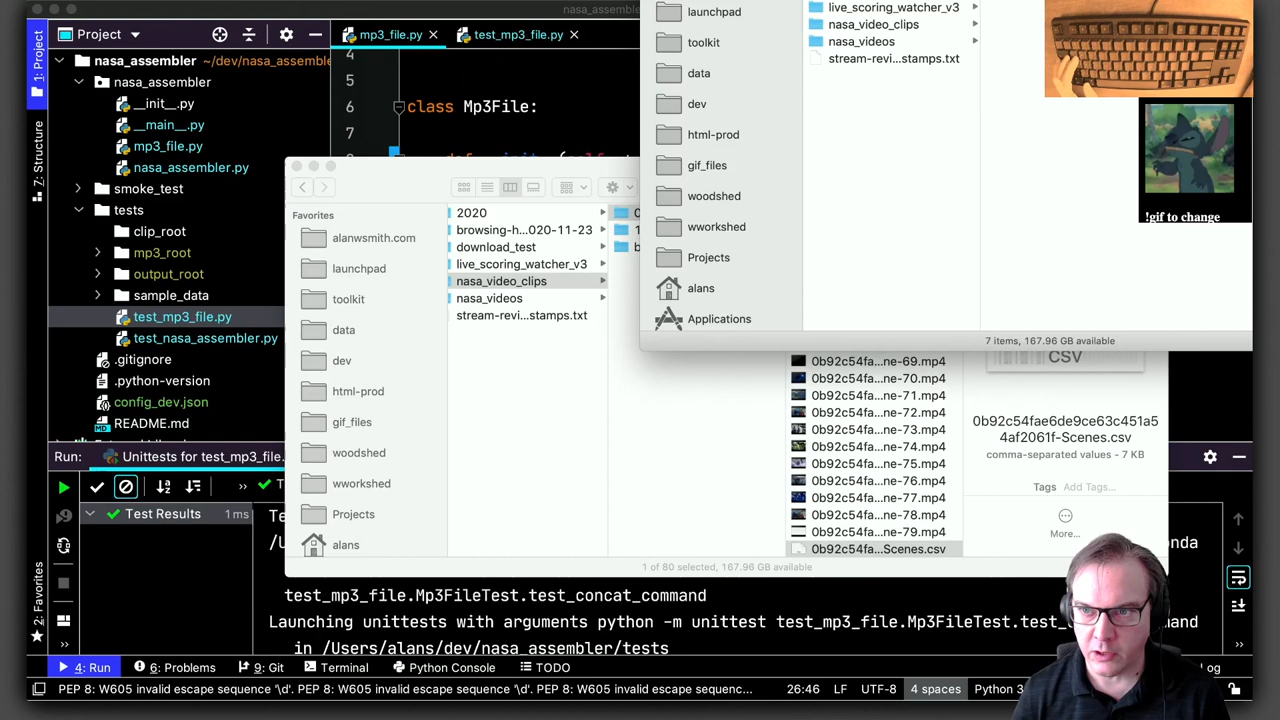 nasa_assembler
Project
mp3_file.py
test_mp3_file.py
1: Project
7: Structure
2: Favorites
nasa_assembler ~/dev/nasa_assemble
nasa_assembler
__init__.py
__main__.py
mp3_file.py
nasa_assembler.py
smoke_test
tests
clip_root
mp3_root
output_root
sample_data
test_mp3_file.py
test_nasa_assembler.py
.gitignore
.python-version
config_dev.json
README.md
4
5
6
7
class Mp3File:
Favorites
alanwsmith.com
launchpad
toolkit
data
dev
html-prod
gif_files
woodshed
wworkshed
Projects
alans
2020
browsing-h...020-11-23
download_test
live_scoring_watcher_v3
nasa_video_clips
nasa_videos
stream-revi...stamps.txt
launchpad
toolkit
data
dev
html-prod
gif_files
woodshed
wworkshed
Projects
alans
Applications
live_scoring_watcher_v3
nasa_video_clips
nasa_videos
stream-revi...stamps.txt
7 items, 167.96 GB available
!gif to change
0b92c54fa...ne-69.mp4
0b92c54fa...ne-70.mp4
0b92c54fa...ne-71.mp4
0b92c54fa...ne-72.mp4
0b92c54fa...ne-73.mp4
0b92c54fa...ne-74.mp4
0b92c54fa...ne-75.mp4
0b92c54fa...ne-76.mp4
0b92c54fa...ne-77.mp4
0b92c54fa...ne-78.mp4
0b92c54fa...ne-79.mp4
0b92c54fa...Scenes.csv
CSV
0b92c54fae6de9ce63c451a5
4af2061f-Scenes.csv
comma-separated values - 7 KB
Tags Add Tags...
More...
1 of 80 selected, 167.96 GB available
Run: Unittests for test_mp3_file.
Test Results 1ms
test_mp3_file.Mp3FileTest.test_concat_command
Launching unittests with arguments python -m unittest test_mp3_file.Mp3FileTest.test_
in /Users/alans/dev/nasa_assembler/tests
4: Run 6: Problems 9: Git Terminal Python Console TODO
PEP 8: W605 invalid escape sequence '\d'. PEP 8: W605 invalid escape sequence '\d'. PEP 8: W605 invalid escape sequenc... 26:46 LF UTF-8 4 spaces Python 3